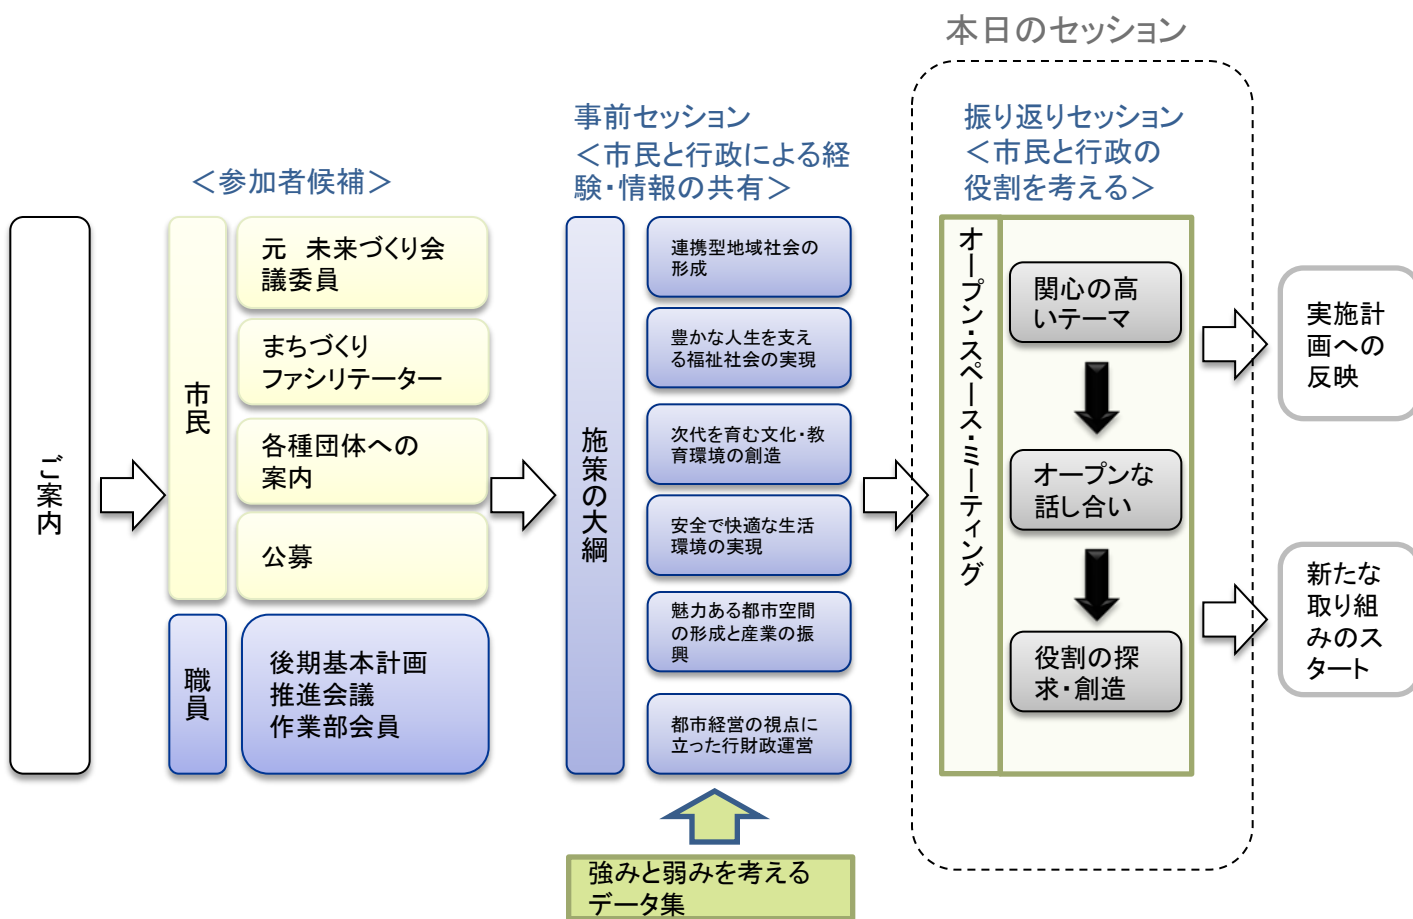 本日のセッション
事前セッション
＜市民と行政による経
験・情報の共有＞
振り返りセッション
＜市民と行政の
役割を考える＞
＜参加者候補＞
ご案内
市民
元　未来づくり会
議委員
まちづくり
ファシリテーター
各種団体への
案内
公募
職員
後期基本計画
推進会議
作業部会員
施策の大綱
連携型地域社会の
形成
豊かな人生を支え
る福祉社会の実現
次代を育む文化・教
育環境の創造
安全で快適な生活
環境の実現
魅力ある都市空間
の形成と産業の振
興
都市経営の視点に
立った行財政運営
強みと弱みを考える
データ集
オープン・スペース・ミーティング
関心の高
いテーマ
オープンな
話し合い
役割の探
求・創造
実施計
画への
反映
新たな
取り組
みのス
タート